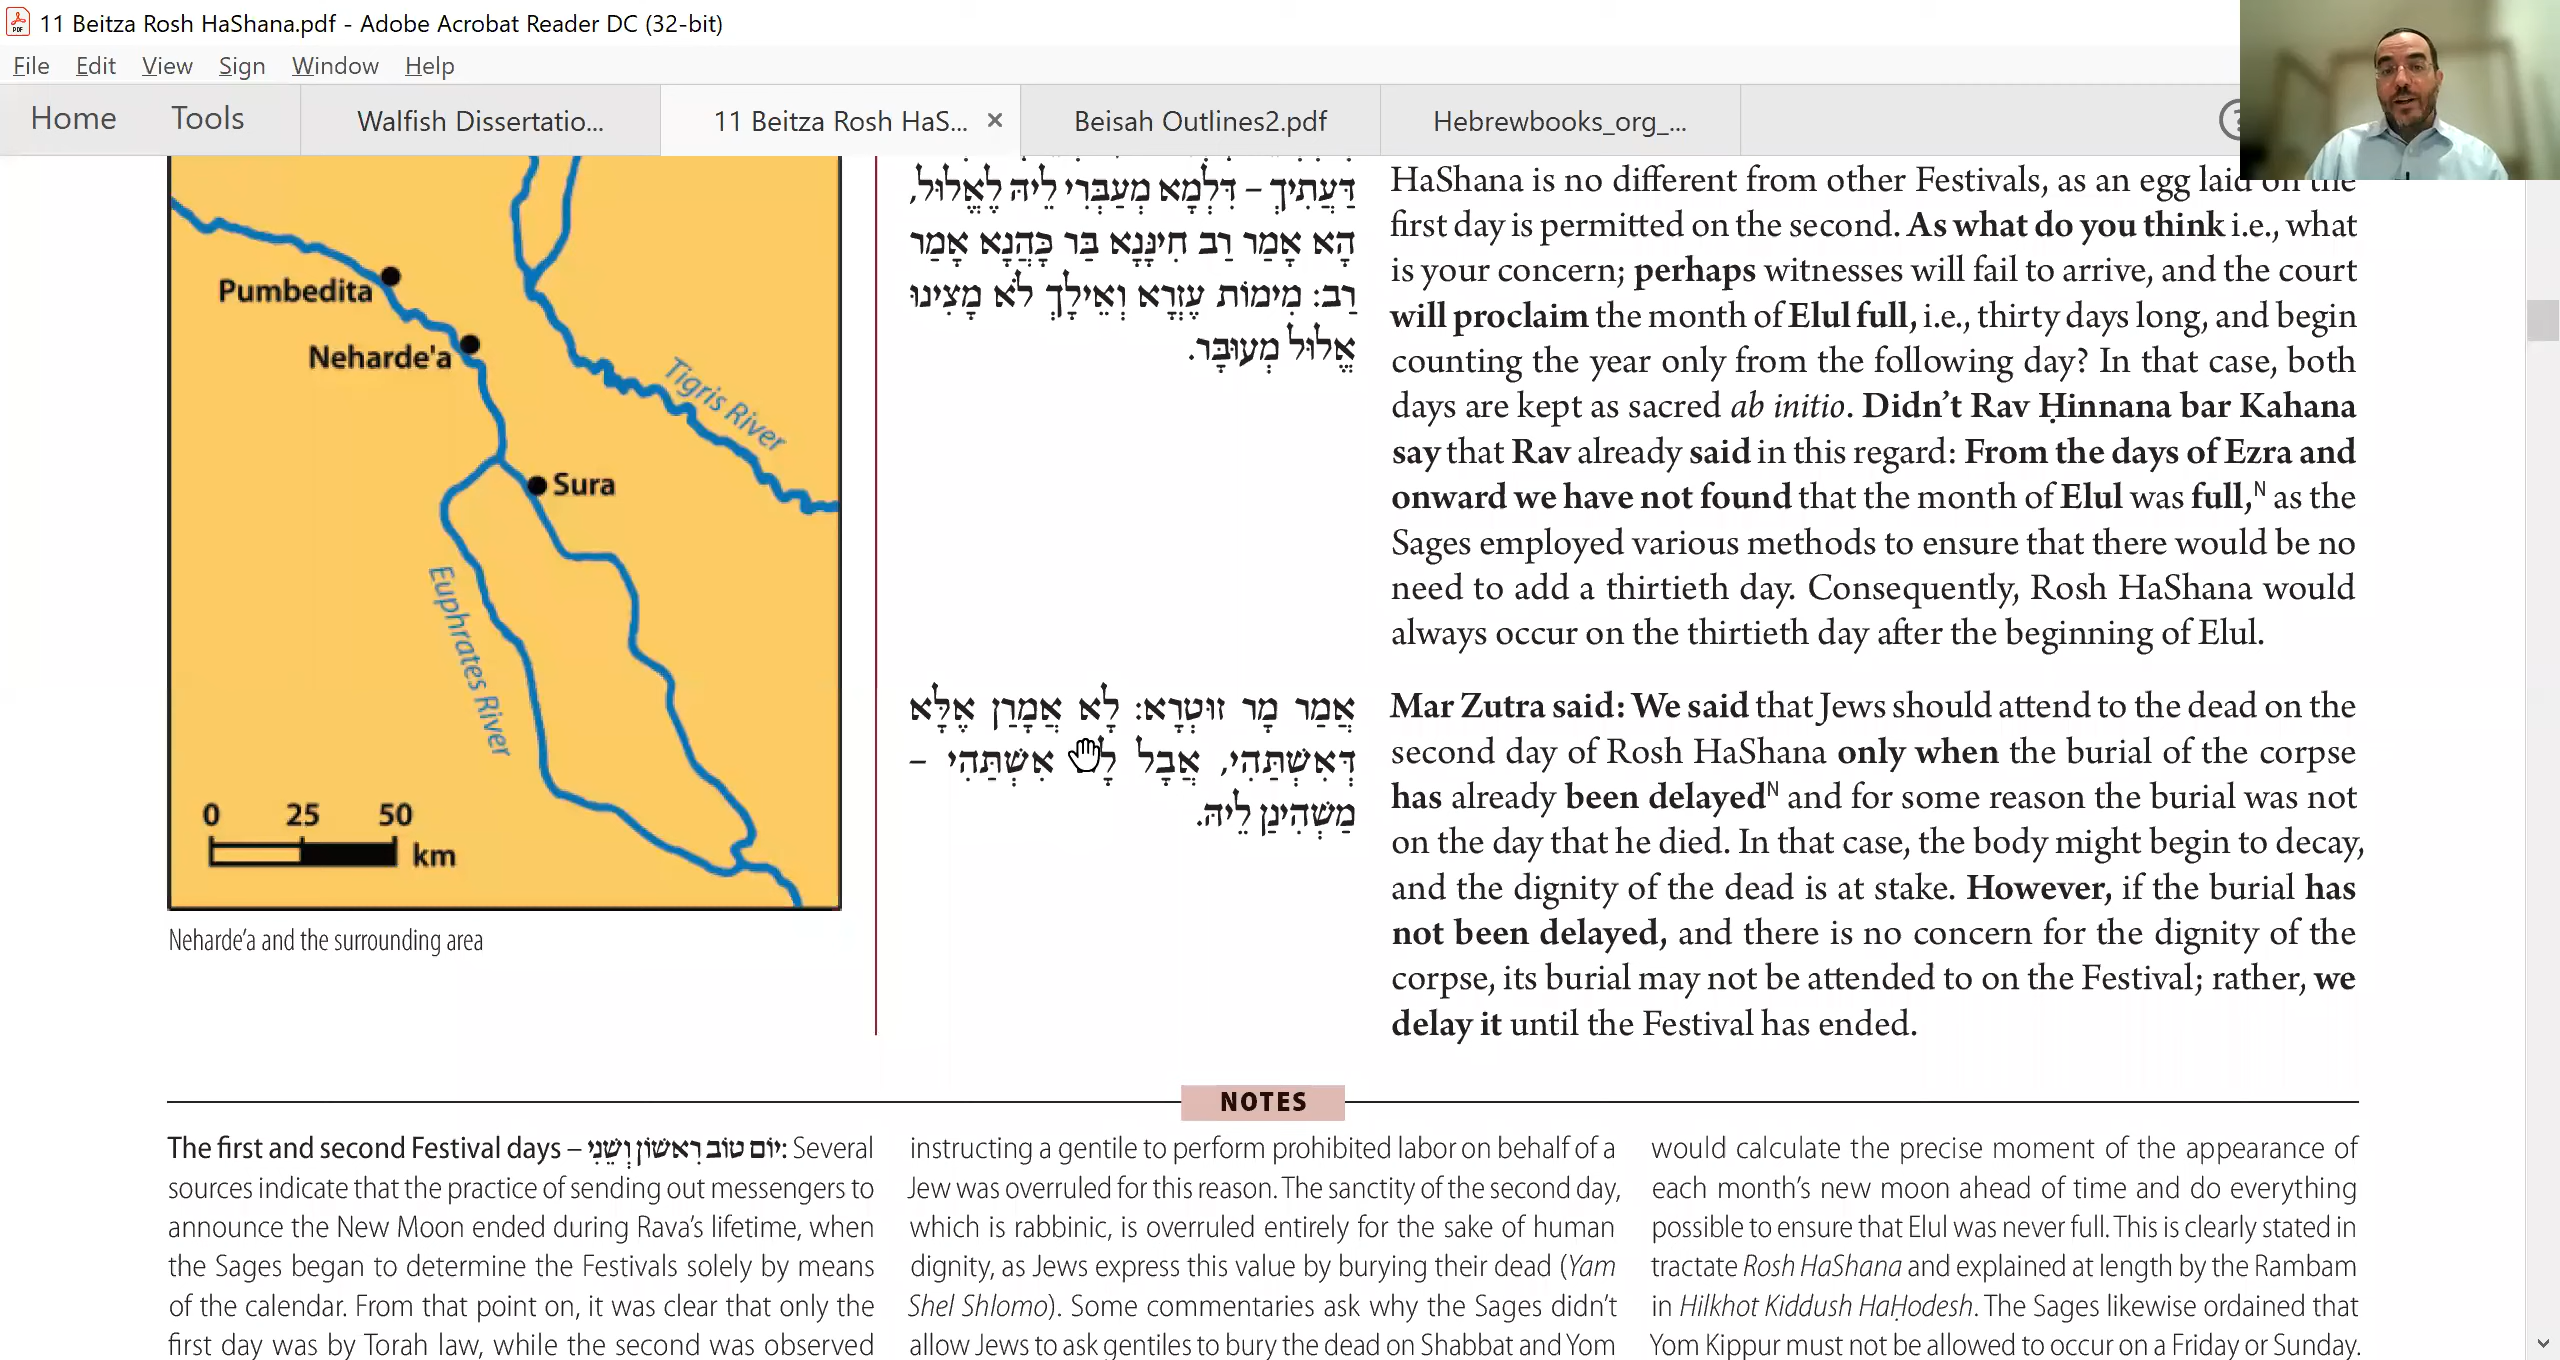 11 Beitza Rosh HaShana.pdf - Adobe Acrobat Reader DC (32-bit)
File Edit View Sign Window Help
Home Tools Walfish Dissertatio... 11 Beitza Rosh HaS... × Beisah Outlines2.pdf Hebrewbooks_org_...
Pumbedita
Neharde'a
Sura
Tigris River
Euphrates River
0 25 50
km
Neharde'a and the surrounding area
דַּעְתִּיךְ – דִּלְמָא מְעַבְּרִי לֵיהּ לֶאֱלוּל,
הָא אָמַר רַב חִינָּנָא בַּר כָּהֲנָא אָמַר
רַב: מִימוֹת עֶזְרָא וְאֵילָךְ לֹא מָצִינוּ
אֱלוּל מְעוּבָּר.
אֲמַר מָר זוּטְרָא: לָא אֲמָרַן אֶלָּא
דְּאִשְׁתַּהִי, אֲבָל אִשְׁתַּהִי –
מַשְׁהֵינַן לֵיהּ.
HaShana is no different from other Festivals, as an egg laid on the
first day is permitted on the second. As what do you think i.e., what
is your concern; perhaps witnesses will fail to arrive, and the court
will proclaim the month of Elul full, i.e., thirty days long, and begin
counting the year only from the following day? In that case, both
days are kept as sacred ab initio. Didn't Rav Ḥinnana bar Kahana
say that Rav already said in this regard: From the days of Ezra and
onward we have not found that the month of Elul was full,N as the
Sages employed various methods to ensure that there would be no
need to add a thirtieth day. Consequently, Rosh HaShana would
always occur on the thirtieth day after the beginning of Elul.
Mar Zutra said: We said that Jews should attend to the dead on the
second day of Rosh HaShana only when the burial of the corpse
has already been delayedN and for some reason the burial was not
on the day that he died. In that case, the body might begin to decay,
and the dignity of the dead is at stake. However, if the burial has
not been delayed, and there is no concern for the dignity of the
corpse, its burial may not be attended to on the Festival; rather, we
delay it until the Festival has ended.
NOTES
The first and second Festival days – יוֹם טוֹב רִאשׁוֹן וְשֵׁנִי: Several
sources indicate that the practice of sending out messengers to
announce the New Moon ended during Rava's lifetime, when
the Sages began to determine the Festivals solely by means
of the calendar. From that point on, it was clear that only the
first day was by Torah law, while the second was observed
instructing a gentile to perform prohibited labor on behalf of a
Jew was overruled for this reason. The sanctity of the second day,
which is rabbinic, is overruled entirely for the sake of human
dignity, as Jews express this value by burying their dead (Yam
Shel Shlomo). Some commentaries ask why the Sages didn't
allow Jews to ask gentiles to bury the dead on Shabbat and Yom
would calculate the precise moment of the appearance of
each month's new moon ahead of time and do everything
possible to ensure that Elul was never full. This is clearly stated in
tractate Rosh HaShana and explained at length by the Rambam
in Hilkhot Kiddush HaḤodesh. The Sages likewise ordained that
Yom Kippur must not be allowed to occur on a Friday or Sunday.